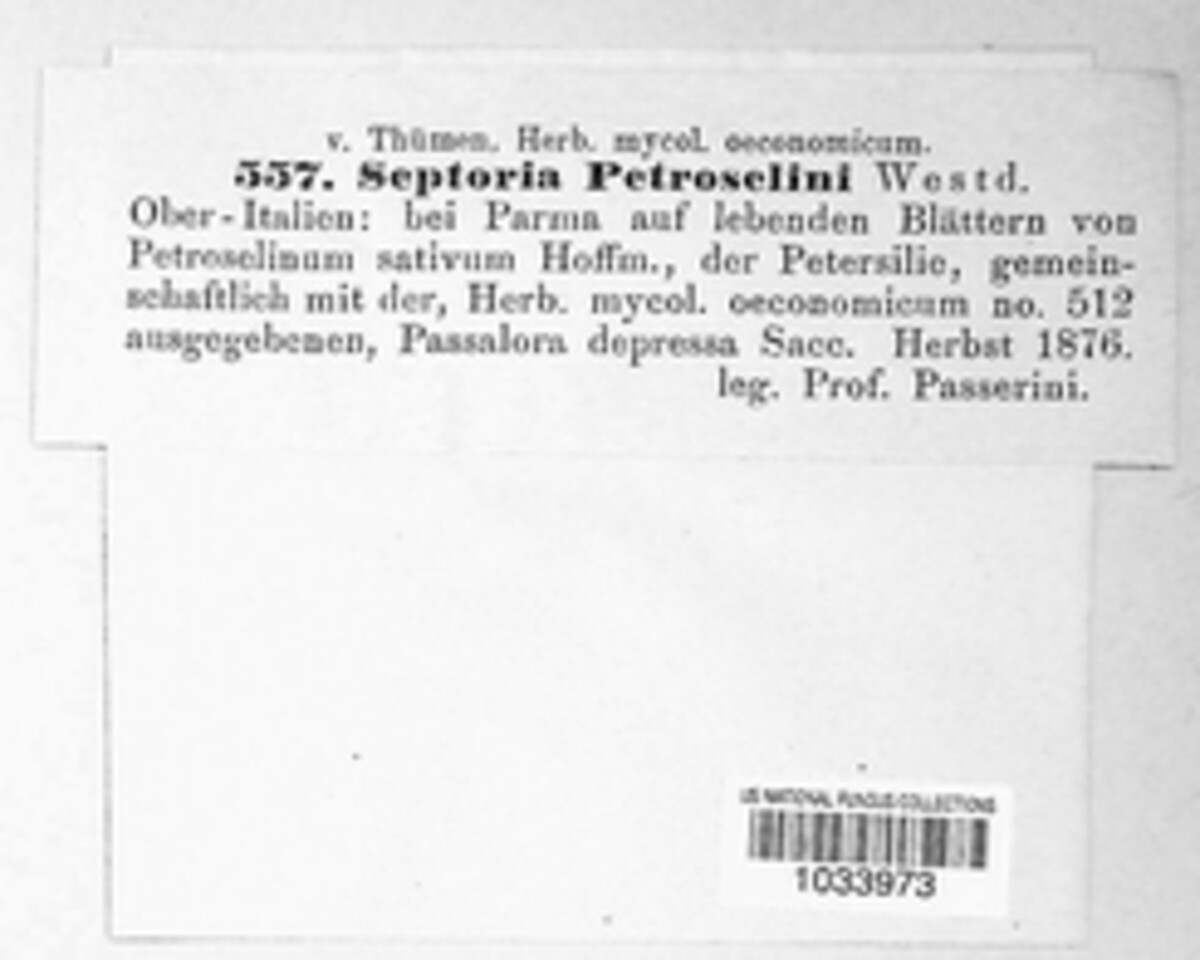 v. Thümen. Herb. mycol. oeconomicum.
557. Septoria Petroselini Westd.
Ober-Italien: bei Parma auf lebenden Blättern von
Petroselinum sativum Hoffm., der Petersilie, gemein-
schaftlich mit der, Herb. mycol. oeconomicum no. 512
ausgegebenen, Passalora depressa Sacc. Herbst 1876.
leg. Prof. Passerini.
US NATIONAL FUNGUS COLLECTIONS
1033973